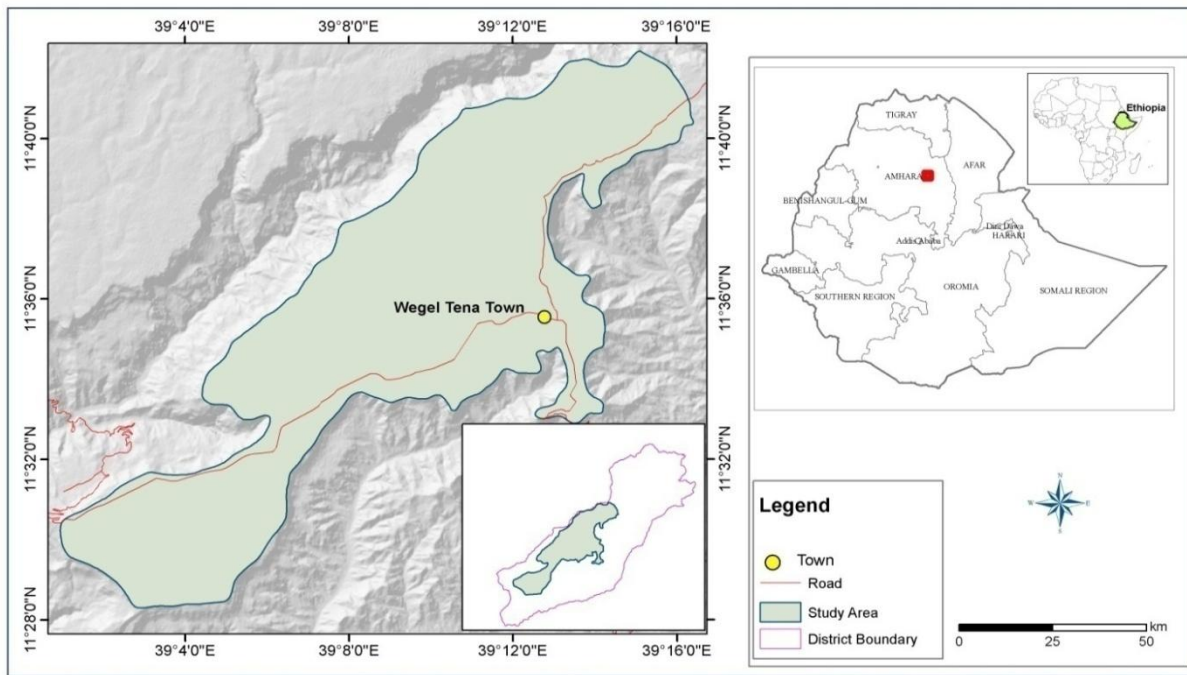 39°4'0"E
39°8'0"E
39°12'0"E
39°16'0"E
11°40'0"N
11°36'0"N
11°32'0"N
11°28'0"N
11°40'0"N
11°36'0"N
11°32'0"N
11°28'0"N
Wegel Tena Town
39°4'0"E
39°8'0"E
39°12'0"E
39°16'0"E
Ethiopia
TIGRAY
AFAR
AMHARA
BENISHANGUL-GUM
Dire Dawa
HARARI
Addis Ababa
GAMBELLA
SOUTHERN REGION
OROMIA
SOMALI REGION
N
W
E
S
Legend
Town
Road
Study Area
District Boundary
km
0
25
50